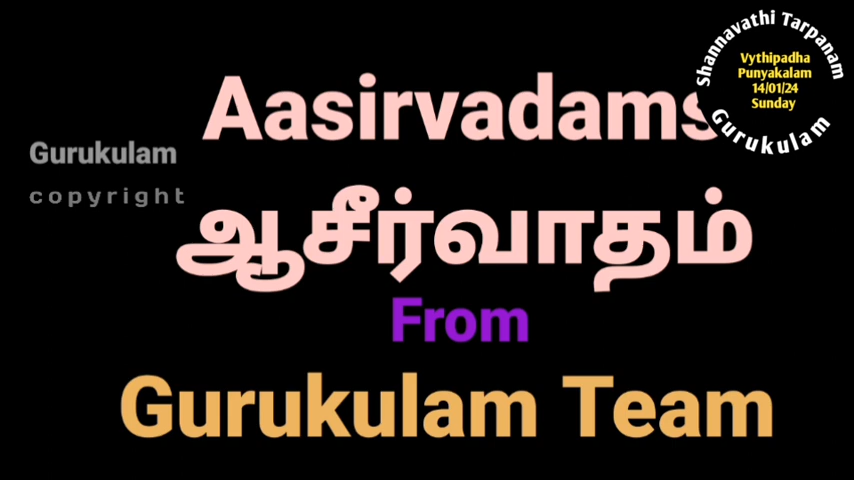 Aasirvadams
Gurukulam
copyright
ஆசீர்வாதம்
From
Gurukulam Team
Shannavathi Tarpanam
Vythipadha
Punyakalam
14/01/24
Sunday
Gurukulam